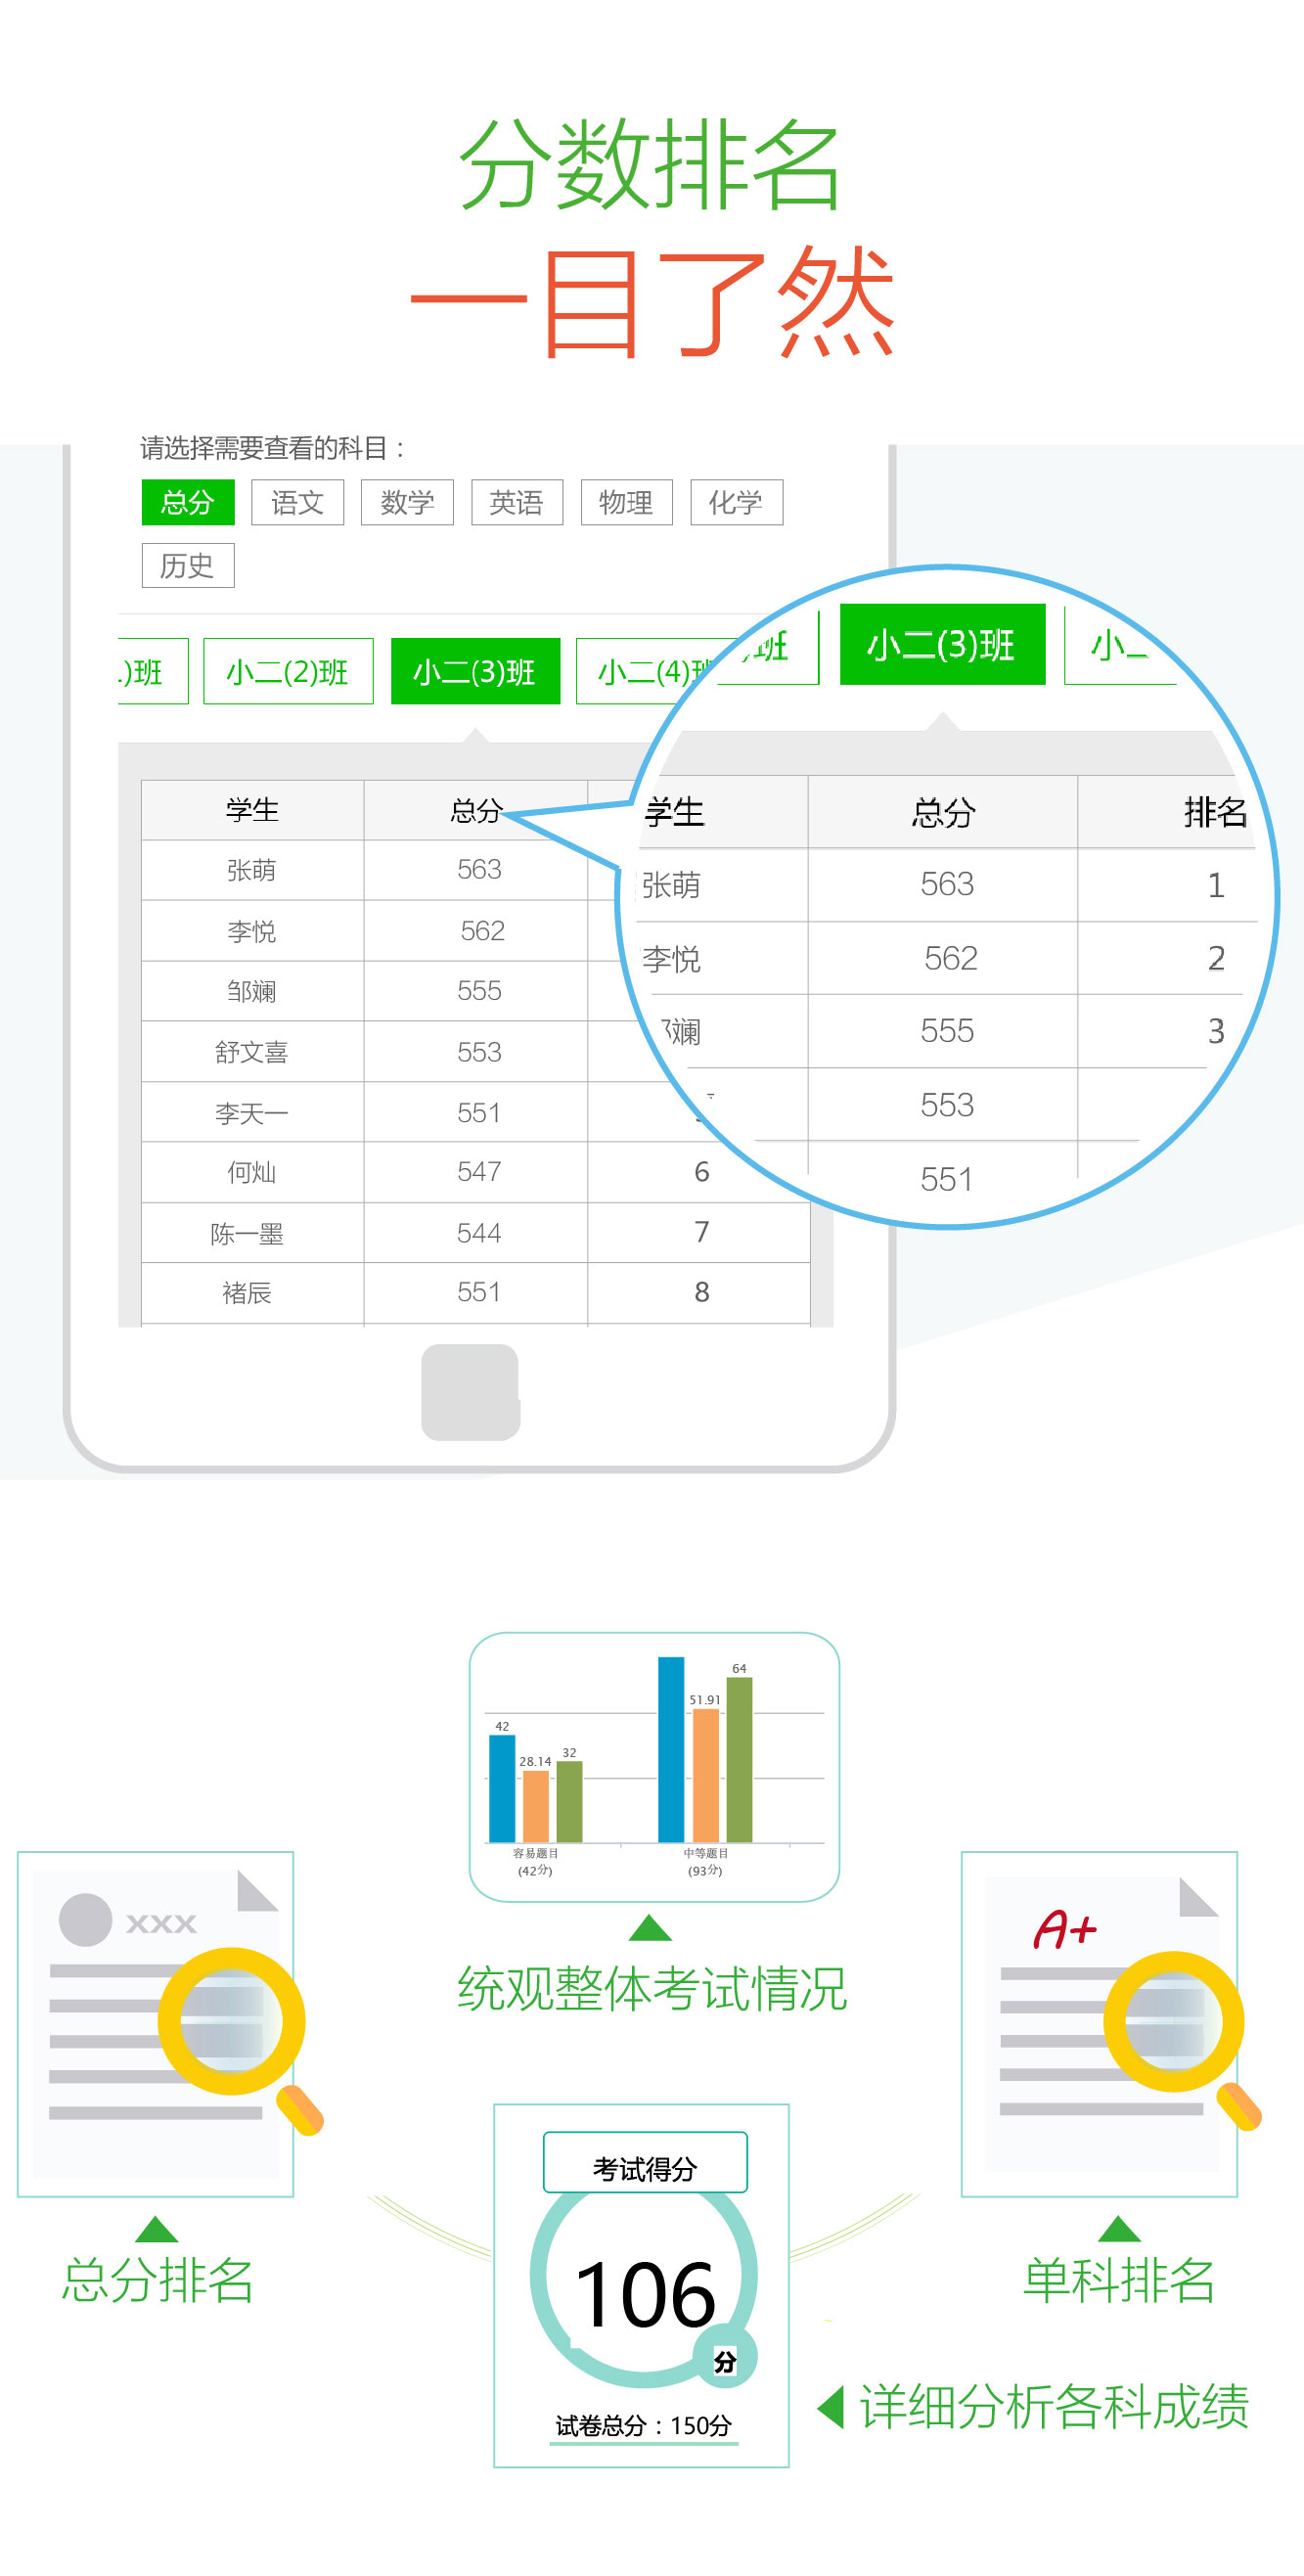 分数排名
一目了然
请选择需要查看的科目：
总分 语文 数学 英语 物理 化学
历史
)班 小二(2)班 小二(3)班 小二(4)
班 小二(3)班 小二
学生 总分
张萌 563
李悦 562
邹斓 555
舒文喜 553
李天一 551
何灿 547 6
陈一墨 544 7
褚辰 551 8
学生 总分 排名
张萌 563 1
李悦 562 2
斓 555 3
553
551
42 28.14 32 51.91 64
容易题目 中等题目
(42分) (93分)
统观整体考试情况
xxx
A+
总分排名
单科排名
考试得分
106
分
试卷总分：150分
详细分析各科成绩